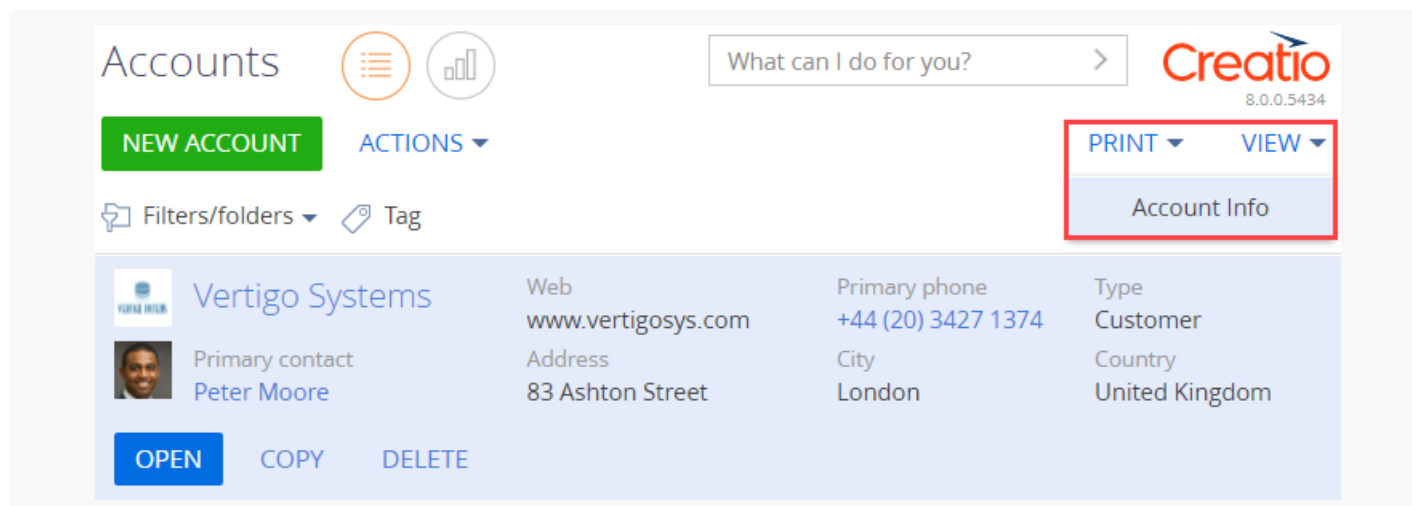 Accounts
What can I do for you?
Creatio
8.0.0.5434
NEW ACCOUNT ACTIONS
PRINT VIEW
Account Info
Filters/folders Tag
Vertigo Systems
Web
www.vertigosys.com
Primary phone
+44 (20) 3427 1374
Type
Customer
Primary contact
Peter Moore
Address
83 Ashton Street
City
London
Country
United Kingdom
OPEN COPY DELETE